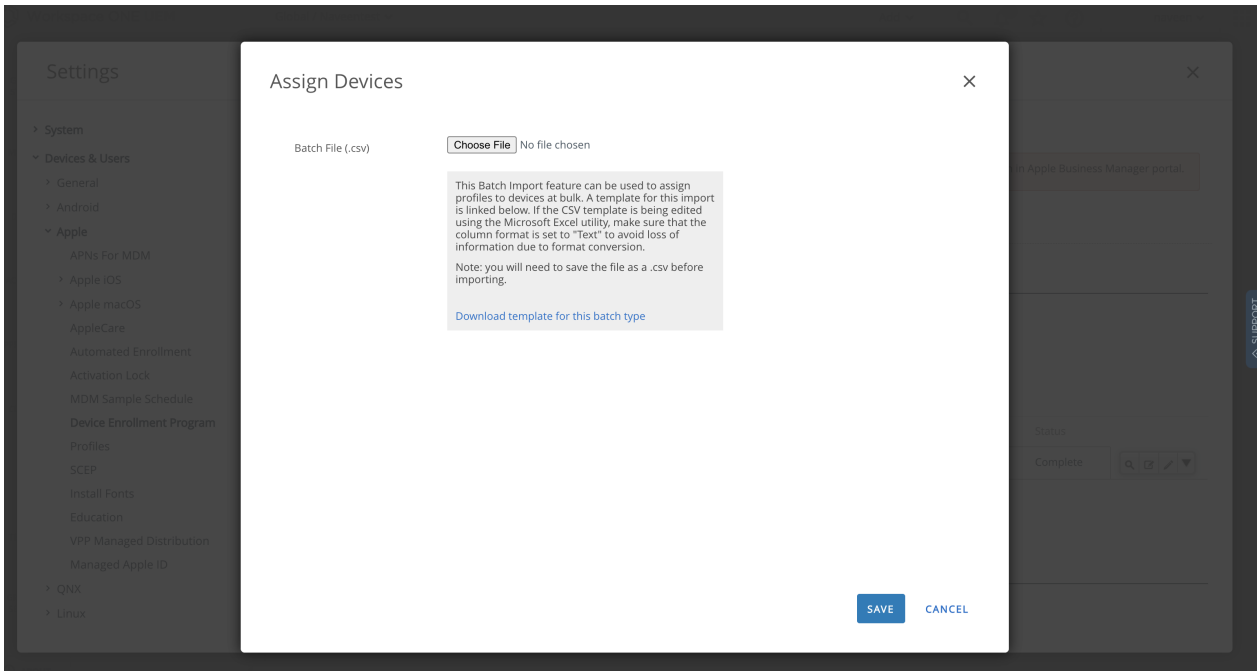 Settings
System
Devices & Users
General
Android
Apple
APNs For MDM
Apple iOS
Apple macOS
AppleCare
Automated Enrollment
Activation Lock
MDM Sample Schedule
Device Enrollment Program
Profiles
SCEP
Install Fonts
Education
VPP Managed Distribution
Managed Apple ID
QNX
Linux
Assign Devices
Batch File (.csv)
Choose File No file chosen
This Batch Import feature can be used to assign
profiles to devices at bulk. A template for this import
is linked below. If the CSV template is being edited
using the Microsoft Excel utility, make sure that the
column format is set to "Text" to avoid loss of
information due to format conversion.
Note: you will need to save the file as a .csv before
importing.
Download template for this batch type
SAVE CANCEL
in Apple Business Manager portal.
Status
Complete
SUPPORT